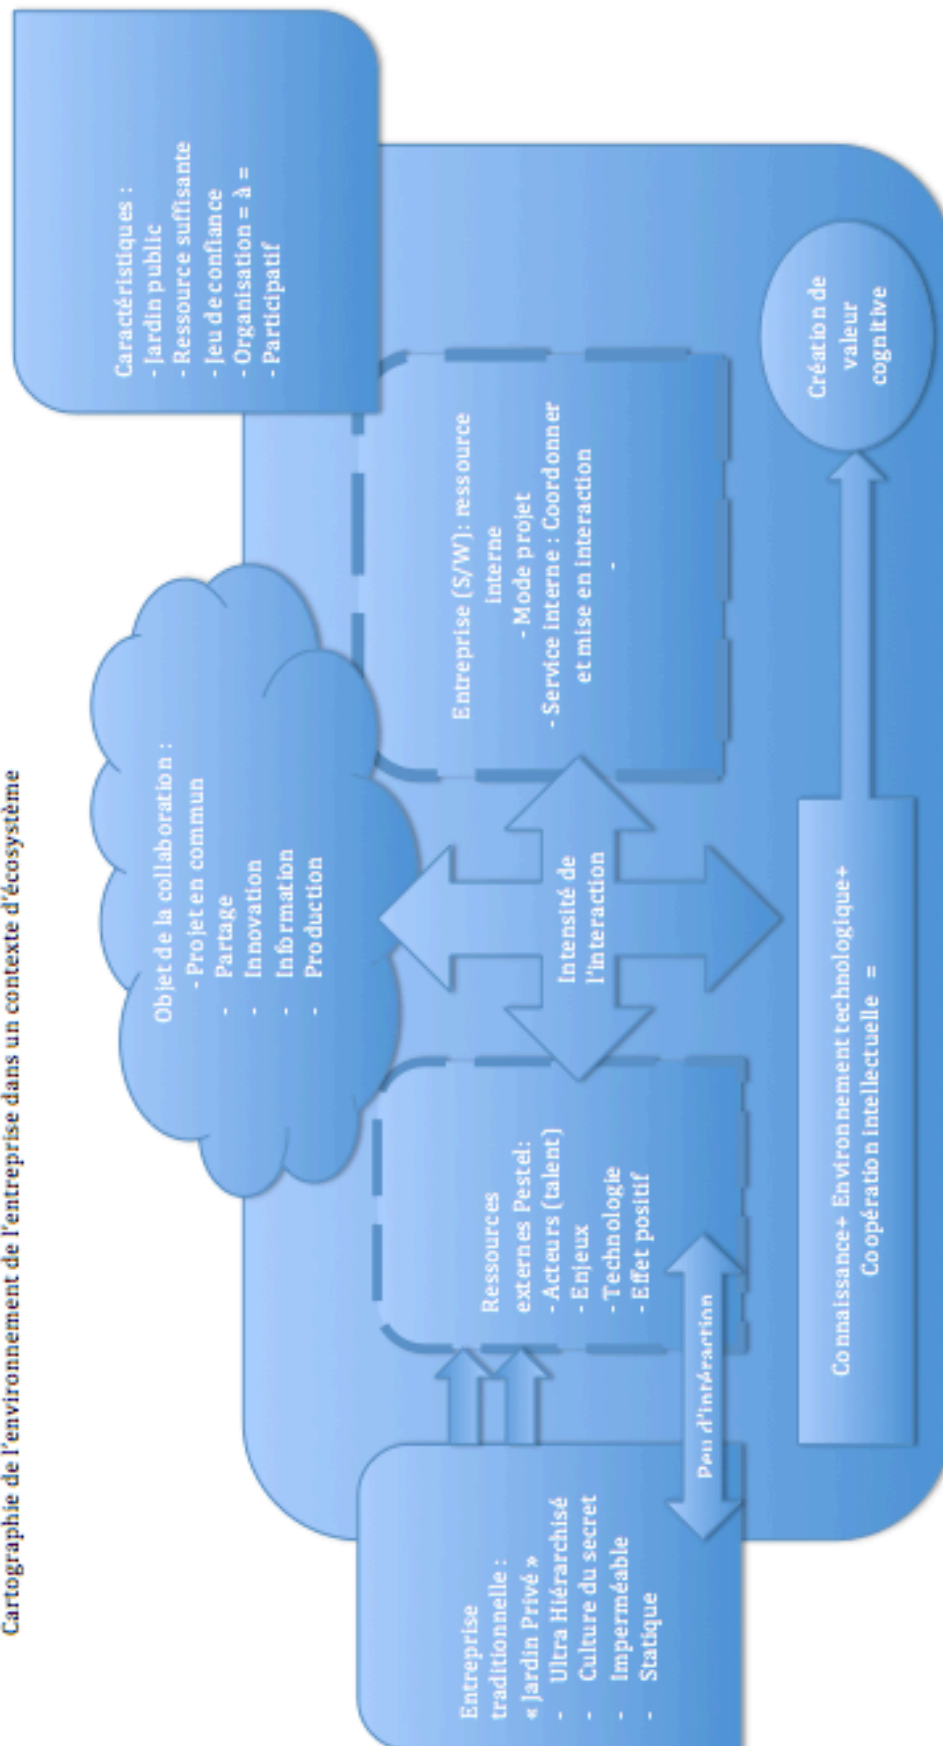 Cartographie de l'environnement de l'entreprise dans un contexte d'écosystème
Objet de la collaboration :
- Projet en commun
- Partage
- Innovation
- Information
- Production
Caractéristiques :
- Jardin public
- Ressource suffisante
- Jeu de confiance
- Organisation = à =
- Participatif
Entreprise
traditionnelle :
« Jardin Privé »
- Ultra Hiérarchisé
- Culture du secret
- Imperméable
- Statique
Peu d'intéraction
Ressources
externes Pestel:
- Acteurs (talent)
- Enjeux
- Technologie
- Effet positif
Intensité de
l'interaction
Entreprise (S/W): ressource
interne
- Mode projet
- Service interne : Coordonner
et mise en interaction
-
Connaissance+ Environnement technologique+
Coopération intellectuelle =
Création de
valeur
cognitive